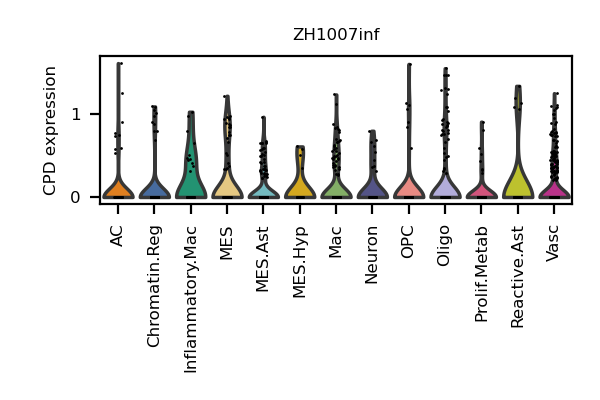 ZH1007inf
CPD expression
1
0
AC
Chromatin.Reg
Inflammatory.Mac
MES
MES.Ast
MES.Hyp
Mac
Neuron
OPC
Oligo
Prolif.Metab
Reactive.Ast
Vasc